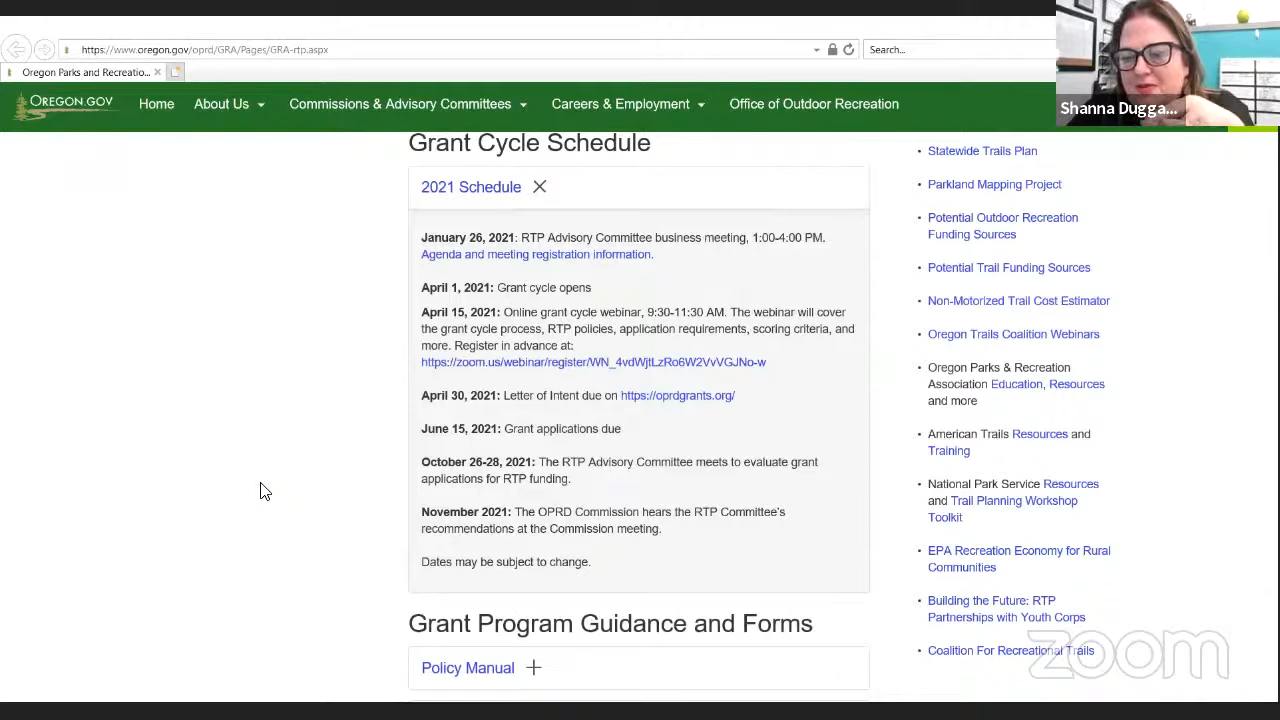 https://www.oregon.gov/oprd/GRA/Pages/GRA-rtp.aspx
Search...
Oregon Parks and Recreatio...
OREGON.GOV
Home
About Us
Commissions & Advisory Committees
Careers & Employment
Office of Outdoor Recreation
Shanna Dugga...
Grant Cycle Schedule
2021 Schedule
January 26, 2021: RTP Advisory Committee business meeting, 1:00-4:00 PM.
Agenda and meeting registration information.
April 1, 2021: Grant cycle opens
April 15, 2021: Online grant cycle webinar, 9:30-11:30 AM. The webinar will cover
the grant cycle process, RTP policies, application requirements, scoring criteria, and
more. Register in advance at:
https://zoom.us/webinar/register/WN_4vdWjtLzRo6W2VvVGJNo-w
April 30, 2021: Letter of Intent due on https://oprdgrants.org/
June 15, 2021: Grant applications due
October 26-28, 2021: The RTP Advisory Committee meets to evaluate grant
applications for RTP funding.
November 2021: The OPRD Commission hears the RTP Committee's
recommendations at the Commission meeting.
Dates may be subject to change.
Grant Program Guidance and Forms
Policy Manual
• Statewide Trails Plan
• Parkland Mapping Project
• Potential Outdoor Recreation
Funding Sources
• Potential Trail Funding Sources
• Non-Motorized Trail Cost Estimator
• Oregon Trails Coalition Webinars
• Oregon Parks & Recreation
Association Education, Resources
and more
• American Trails Resources and
Training
• National Park Service Resources
and Trail Planning Workshop
Toolkit
• EPA Recreation Economy for Rural
Communities
• Building the Future: RTP
Partnerships with Youth Corps
• Coalition For Recreational Trails
zoom